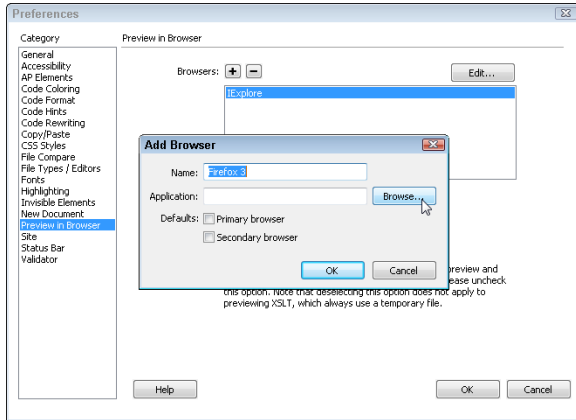 Preferences
Category
Preview in Browser
General
Accessibility
AP Elements
Code Coloring
Code Format
Code Hints
Code Rewriting
Copy/Paste
CSS Styles
File Compare
File Types / Editors
Fonts
Highlighting
Invisible Elements
New Document
Preview in Browser
Site
Status Bar
Validator
Browsers:
Edit...
IExplore
Add Browser
Name: Firefox 3
Application: Browse...
Defaults: Primary browser
Secondary browser
OK Cancel
preview and
ease uncheck
this option. Note that deselecting this option does not apply to
previewing XSLT, which always use a temporary file.
Help OK Cancel